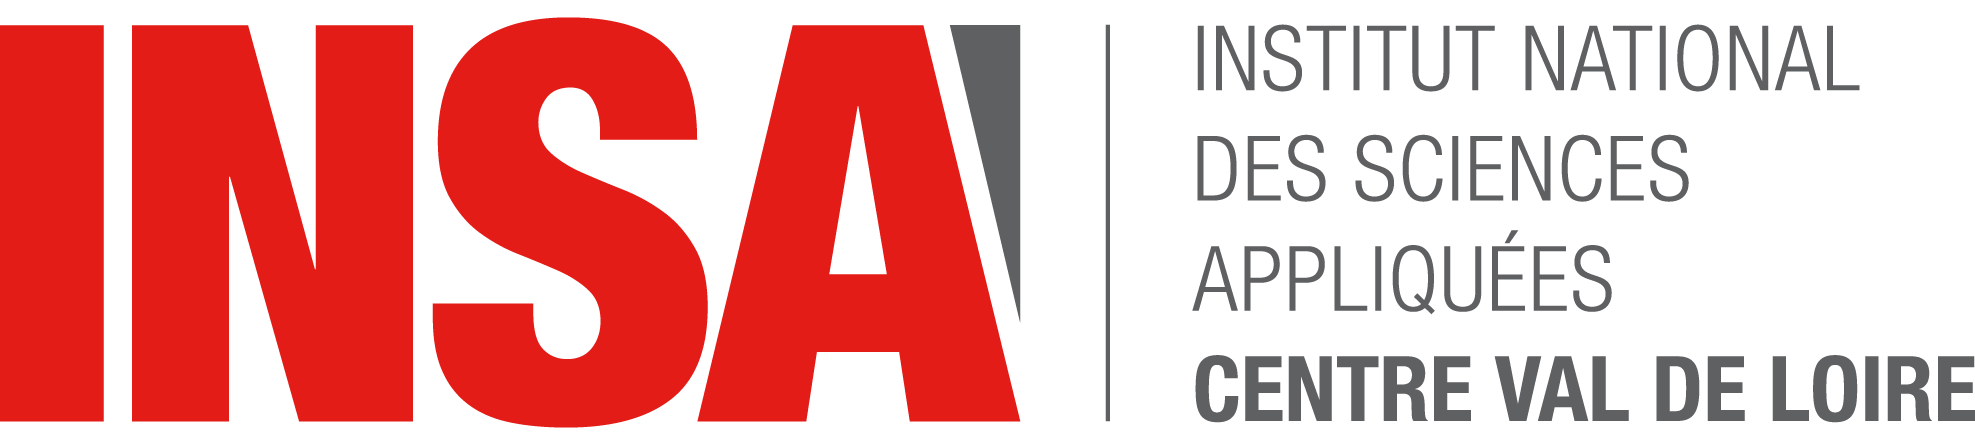 INSA
INSTITUT NATIONAL
DES SCIENCES
APPLIQUÉES
CENTRE VAL DE LOIRE